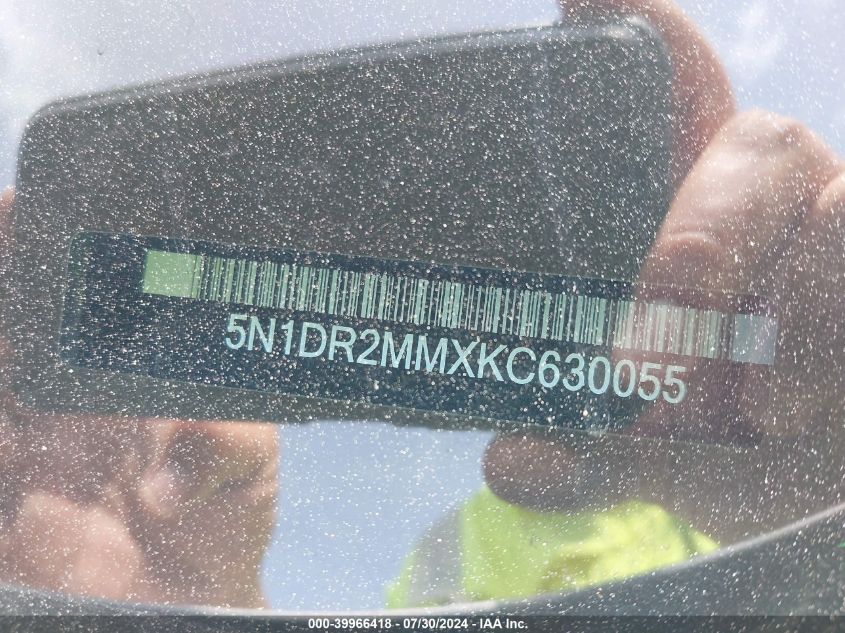 5N1DR2MMXKC630055
000-39966418 - 07/30/2024 - IAA Inc.